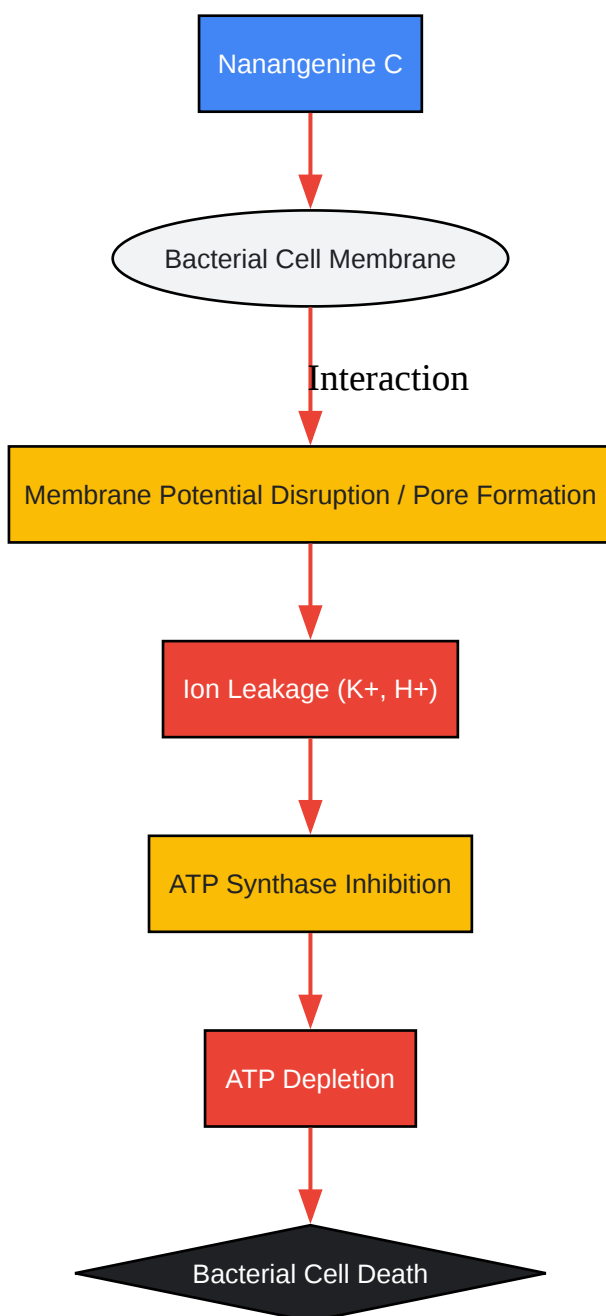 Nanangenine C
Bacterial Cell Membrane
Interaction
Membrane Potential Disruption / Pore Formation
Ion Leakage (K+, H+)
ATP Synthase Inhibition
ATP Depletion
Bacterial Cell Death